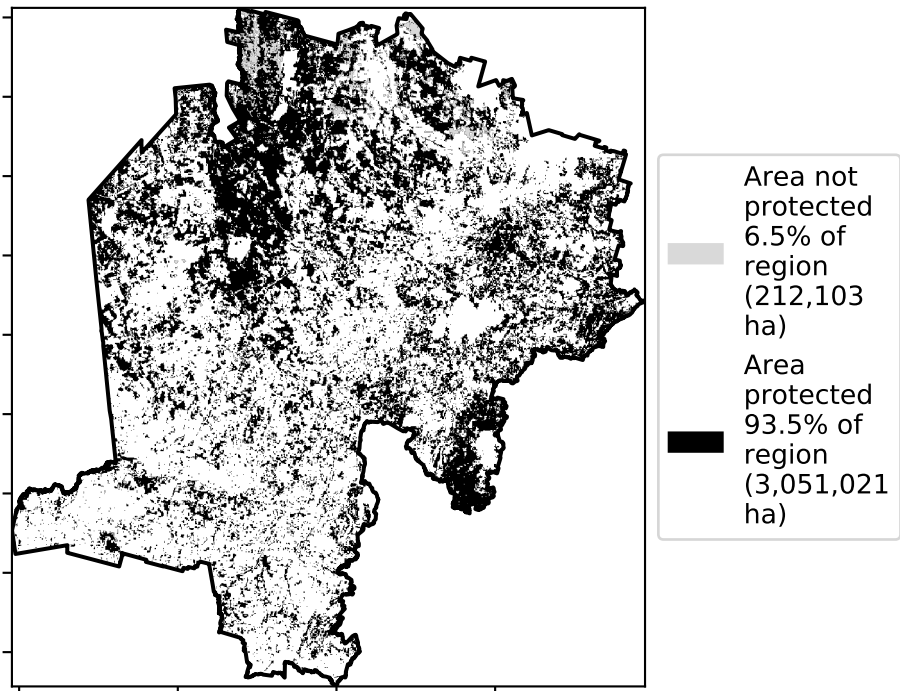 Area not
protected
6.5% of
region
(212,103
ha)
Area
protected
93.5% of
region
(3,051,021
ha)